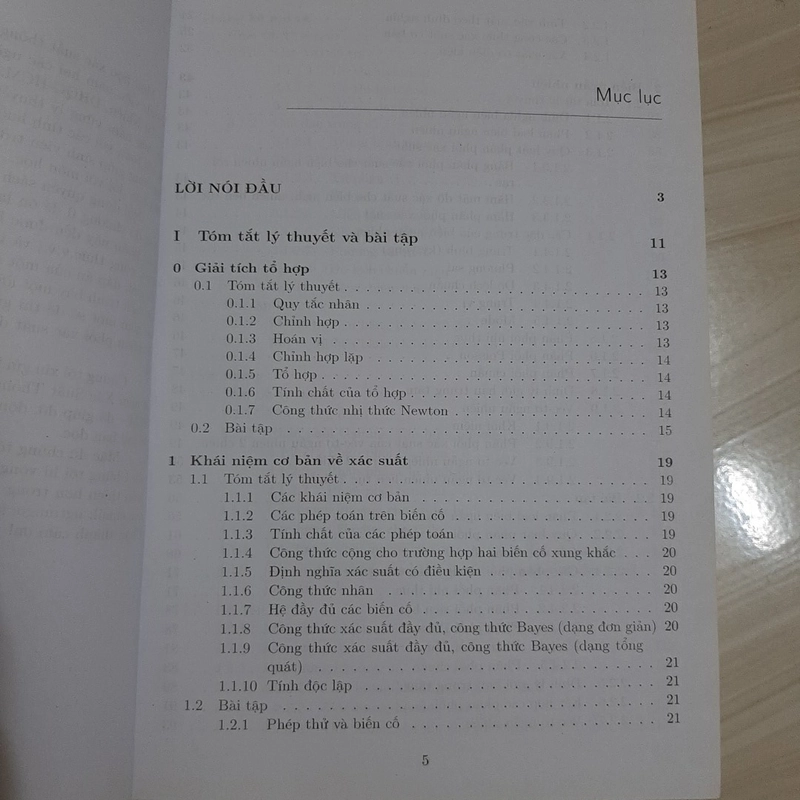 Mục lục
LỜI NÓI ĐẦU 3
I Tóm tắt lý thuyết và bài tập 11
0 Giải tích tổ hợp 13
0.1 Tóm tắt lý thuyết . . . . . . . . . . . . . . . . . . . . . . . . . . . 13
0.1.1 Quy tắc nhân . . . . . . . . . . . . . . . . . . . . . . . . . . 13
0.1.2 Chỉnh hợp . . . . . . . . . . . . . . . . . . . . . . . . . . . 13
0.1.3 Hoán vị . . . . . . . . . . . . . . . . . . . . . . . . . . . . 13
0.1.4 Chỉnh hợp lặp . . . . . . . . . . . . . . . . . . . . . . . . . 14
0.1.5 Tổ hợp . . . . . . . . . . . . . . . . . . . . . . . . . . . . . 14
0.1.6 Tính chất của tổ hợp . . . . . . . . . . . . . . . . . . . . . . 14
0.1.7 Công thức nhị thức Newton . . . . . . . . . . . . . . . . . . 14
0.2 Bài tập . . . . . . . . . . . . . . . . . . . . . . . . . . . . . . . . 15
1 Khái niệm cơ bản về xác suất 19
1.1 Tóm tắt lý thuyết . . . . . . . . . . . . . . . . . . . . . . . . . . . 19
1.1.1 Các khái niệm cơ bản . . . . . . . . . . . . . . . . . . . . . 19
1.1.2 Các phép toán trên biến cố . . . . . . . . . . . . . . . . . . 19
1.1.3 Tính chất của các phép toán . . . . . . . . . . . . . . . . . . 19
1.1.4 Công thức cộng cho trường hợp hai biến cố xung khắc . . . 20
1.1.5 Định nghĩa xác suất có điều kiện . . . . . . . . . . . . . . . 20
1.1.6 Công thức nhân . . . . . . . . . . . . . . . . . . . . . . . . 20
1.1.7 Hệ đầy đủ các biến cố . . . . . . . . . . . . . . . . . . . . . 20
1.1.8 Công thức xác suất đầy đủ, công thức Bayes (dạng đơn giản) 20
1.1.9 Công thức xác suất đầy đủ, công thức Bayes (dạng tổng
quát) . . . . . . . . . . . . . . . . . . . . . . . . . . . . . . 21
1.1.10 Tính độc lập . . . . . . . . . . . . . . . . . . . . . . . . . . 21
1.2 Bài tập . . . . . . . . . . . . . . . . . . . . . . . . . . . . . . . . 21
1.2.1 Phép thử và biến cố . . . . . . . . . . . . . . . . . . . . . . 21
5